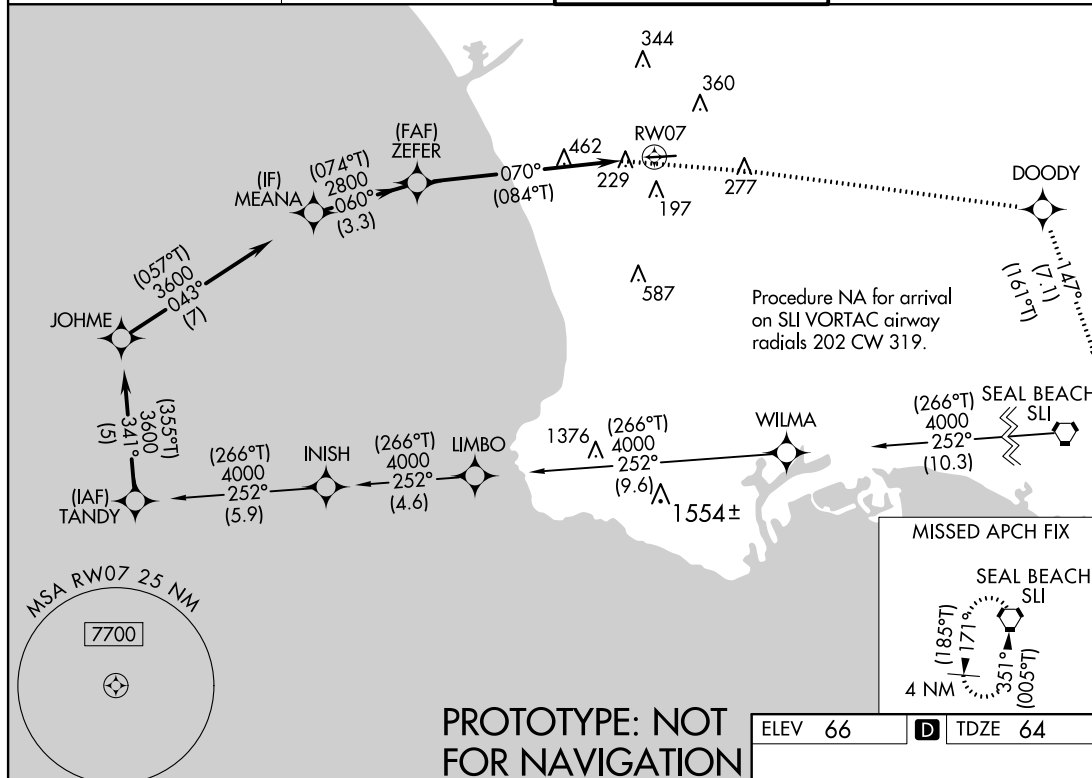 344
360
RW07
(FAF)
ZEFER
462
229
197
277
DOODY
(IF)
MEANA
(074°T)
2800
060°
(3.3)
070°
(084°T)
587
147°
(7.1)
(161°T)
(057°T)
3600
043°
(7)
JOHME
Procedure NA for arrival
on SLI VORTAC airway
radials 202 CW 319.
(355°T)
3600
341°
(5)
(IAF)
TANDY
(266°T)
4000
252°
(5.9)
INISH
(266°T)
4000
252°
(4.6)
LIMBO
1376
(266°T)
4000
252°
(9.6)
1554±
WILMA
(266°T)
4000
252°
(10.3)
SEAL BEACH
SLI
MSA RW07 25 NM
7700
MISSED APCH FIX
SEAL BEACH
SLI
(185°T)
171°
351°
(005°T)
4 NM
PROTOTYPE: NOT
FOR NAVIGATION
ELEV 66
D
TDZE 64